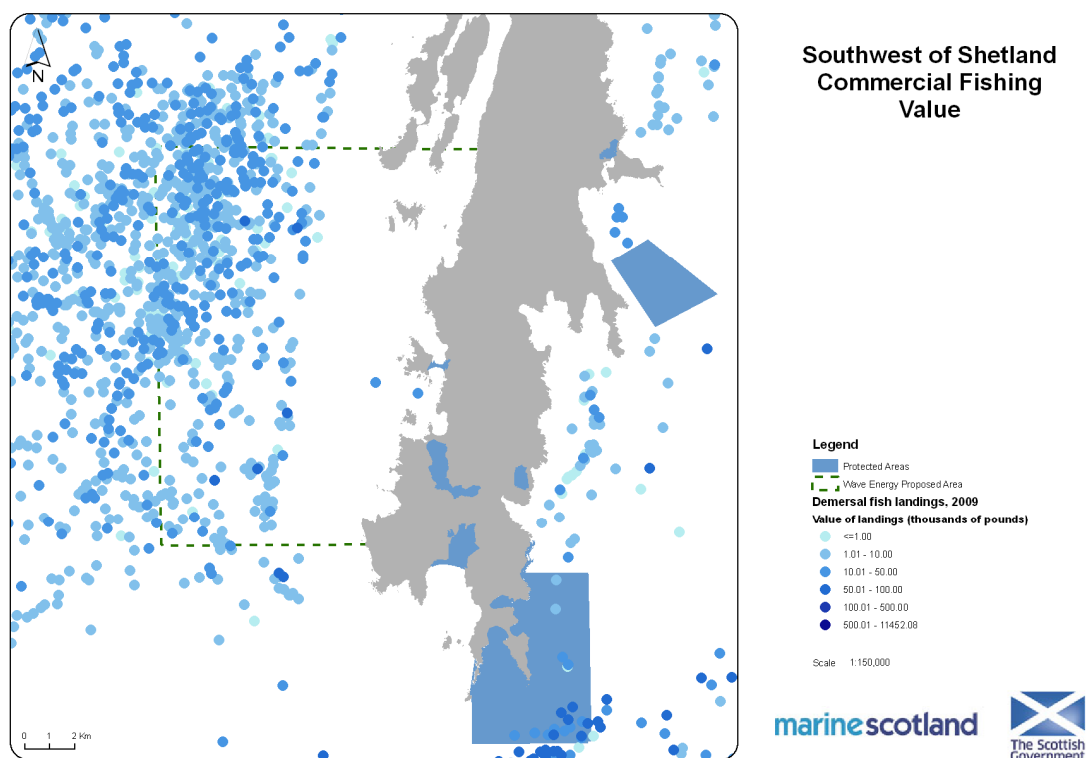 N
Southwest of Shetland
Commercial Fishing
Value
Legend
Protected Areas
Wave Energy Proposed Area
Demersal fish landings, 2009
Value of landings (thousands of pounds)
<=1.00
1.01 - 10.00
10.01 - 50.00
50.01 - 100.00
100.01 - 500.00
500.01 - 11452.08
Scale 1:150,000
0 1 2 Km
marinescotland
The Scottish
Government